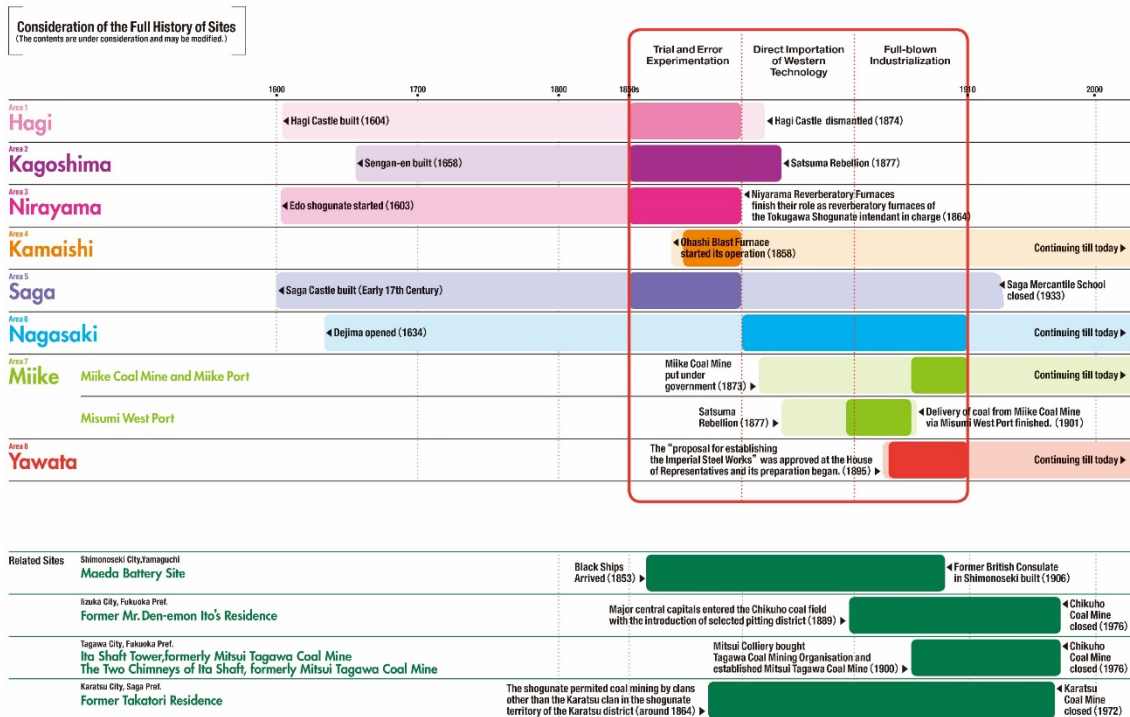 Consideration of the Full History of Sites
(The contents are under consideration and may be modified.)
Trial and Error
Experimentation
Direct Importation
of Western
Technology
Full-blown
Industrialization
1600
1700
1800
1850s
1910
2000
Area 1
Hagi
◀Hagi Castle built (1604)
◀Hagi Castle dismantled (1874)
Area 2
Kagoshima
◀Sengan-en built (1658)
◀Satsuma Rebellion (1877)
Area 3
Nirayama
◀Edo shogunate started (1603)
◀Niyarama Reverberatory Furnaces
finish their role as reverberatory furnaces of
the Tokugawa Shogunate intendant in charge (1864)
Area 4
Kamaishi
◀Ohashi Blast Furnace
started its operation (1858)
Continuing till today▶
Area 5
Saga
◀Saga Castle built (Early 17th Century)
◀Saga Mercantile School
closed (1933)
Area 6
Nagasaki
◀Dejima opened (1634)
Continuing till today▶
Area 7
Miike
Miike Coal Mine and Miike Port
Miike Coal Mine
put under
government (1873) ▶
Continuing till today▶
Misumi West Port
Satsuma
Rebellion (1877) ▶
◀Delivery of coal from Miike Coal Mine
via Misumi West Port finished. (1901)
Area 8
Yawata
The "proposal for establishing
the Imperial Steel Works" was approved at the House
of Representatives and its preparation began. (1895) ▶
Continuing till today▶
Related Sites
Shimonoseki City,Yamaguchi
Maeda Battery Site
Black Ships
Arrived (1853) ▶
◀Former British Consulate
in Shimonoseki built (1906)
Iizuka City, Fukuoka Pref.
Former Mr. Den-emon Ito's Residence
Major central capitals entered the Chikuho coal field
with the introduction of selected pitting district (1889) ▶
◀Chikuho
Coal Mine
closed (1976)
Tagawa City, Fukuoka Pref.
Ita Shaft Tower,formerly Mitsui Tagawa Coal Mine
The Two Chimneys of Ita Shaft, formerly Mitsui Tagawa Coal Mine
Mitsui Colliery bought
Tagawa Coal Mining Organisation and
established Mitsui Tagawa Coal Mine (1900) ▶
◀Chikuho
Coal Mine
closed (1976)
Karatsu City, Saga Pref.
Former Takatori Residence
The shogunate permited coal mining by clans
other than the Karatsu clan in the shogunate
territory of the Karatsu district (around 1864) ▶
◀Karatsu
Coal Mine
closed (1972)